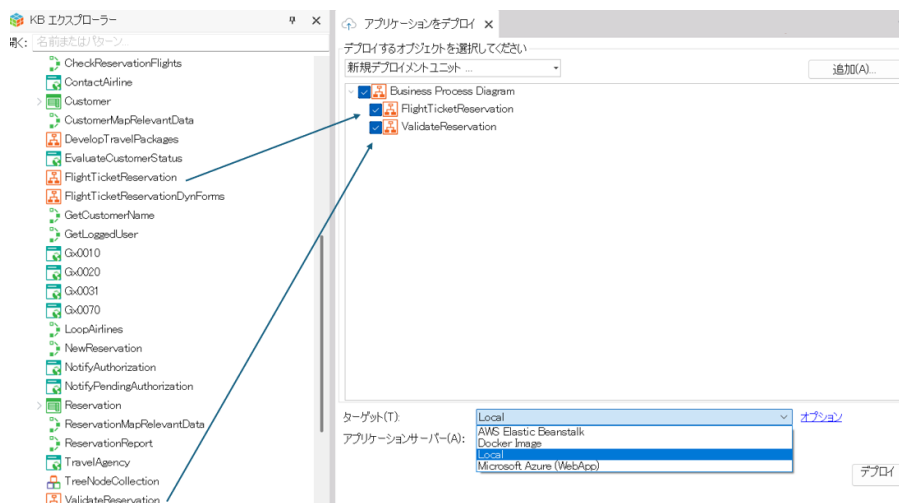 KB エクスプローラー
開く: 名前またはパターン...
CheckReservationFlights
ContactAirline
Customer
CustomerMapRelevantData
DevelopTravelPackages
EvaluateCustomerStatus
FlightTicketReservation
FlightTicketReservationDynForms
GetCustomerName
GetLoggedUser
Gx0010
Gx0020
Gx0031
Gx0070
LoopAirlines
NewReservation
NotifyAuthorization
NotifyPendingAuthorization
Reservation
ReservationMapRelevantData
ReservationReport
TravelAgency
TreeNodeCollection
ValidateReservation
アプリケーションをデプロイ
デプロイするオブジェクトを選択してください
新規デプロイメントユニット ...
追加(A)...
Business Process Diagram
FlightTicketReservation
ValidateReservation
ターゲット(T):
Local
オプション
アプリケーションサーバー(A):
AWS Elastic Beanstalk
Docker Image
Local
Microsoft Azure (WebApp)
デプロイ